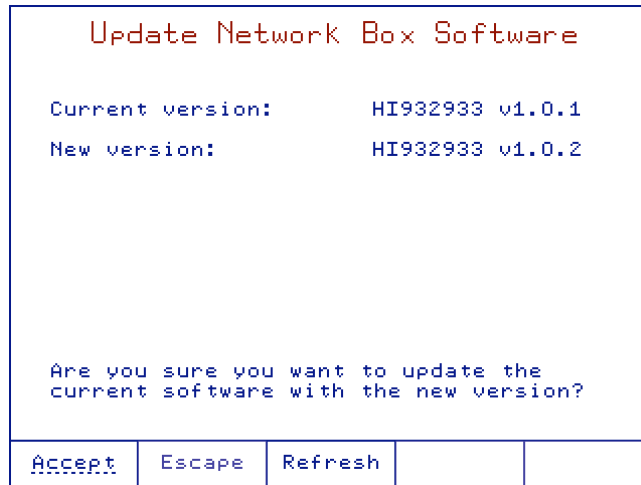 Update Network Box Software
Current version: HI932933 v1.0.1
New version: HI932933 v1.0.2
Are you sure you want to update the
current software with the new version?
Accept Escape Refresh